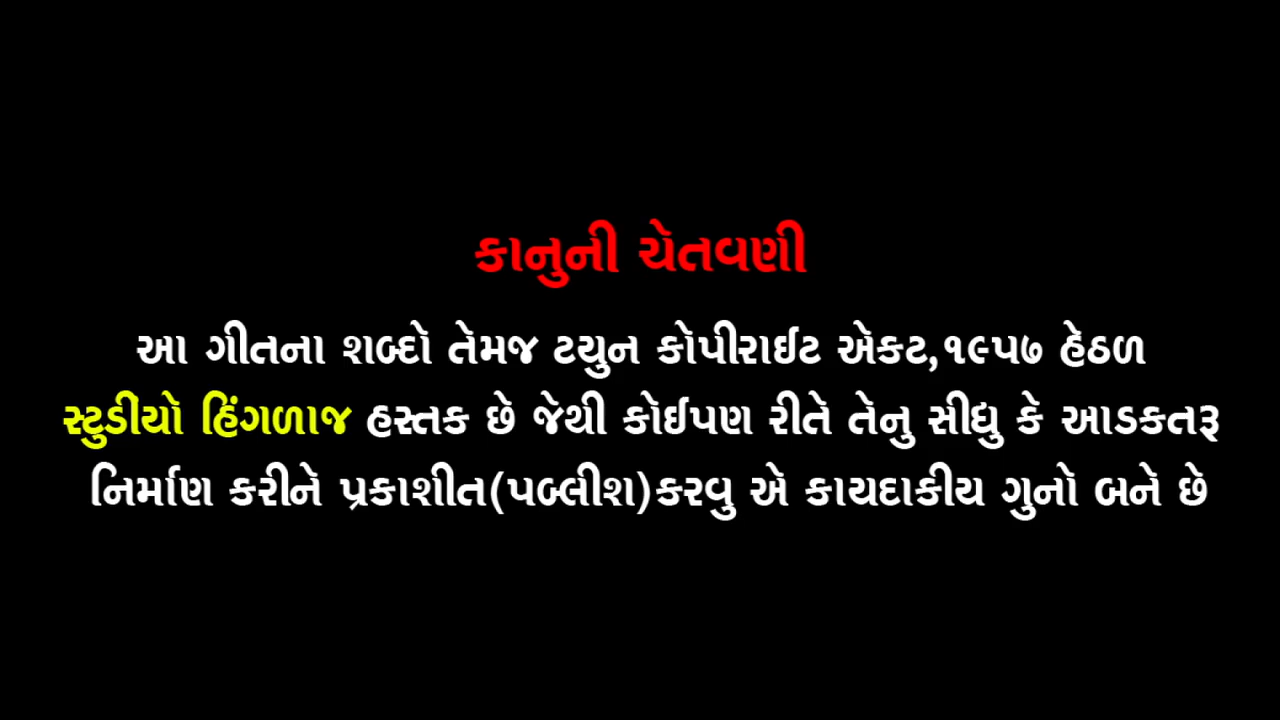 કાનુની ચેતવણી
આ ગીતના શબ્દો તેમજ ટયુન કોપીરાઈટ એકટ,૧૯૫૭ હેઠળ
સ્ટુડીયો હિંગળાજ હસ્તક છે જેથી કોઈપણ રીતે તેનુ સીધુ કે આડકતરૂ
નિર્માણ કરીને પ્રકાશીત(પબ્લીશ)કરવુ એ કાયદાકીય ગુનો બને છે